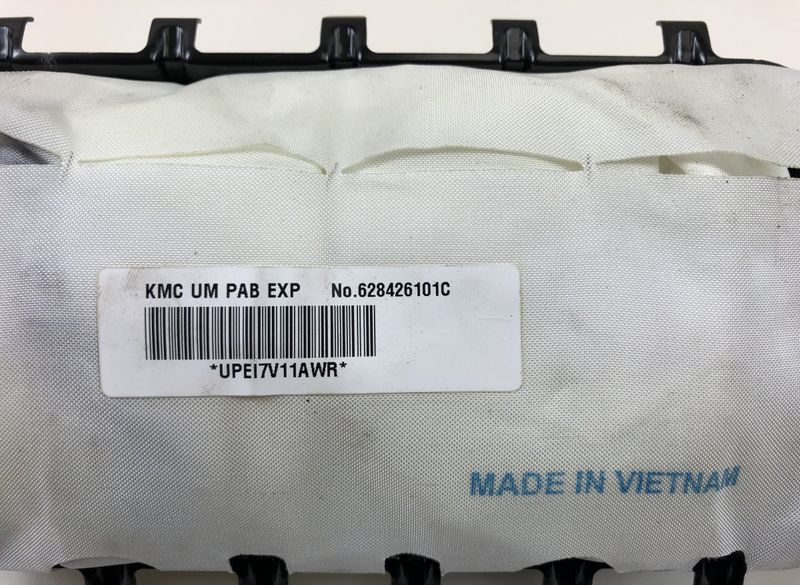 KMC UM PAB EXP No.628426101C
*UPEI7V11AWR*
MADE IN VIETNAM